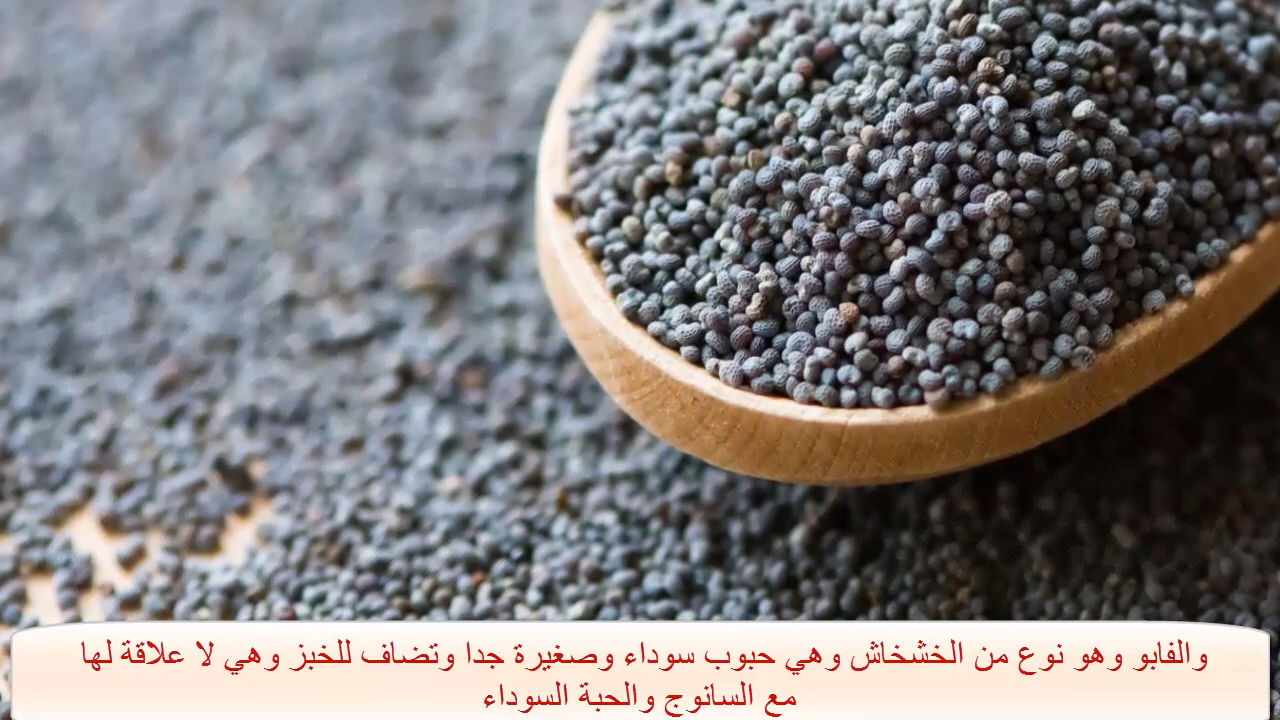 والفابو وهو نوع من الخشخاش وهي حبوب سوداء وصغيرة جدا وتضاف للخبز وهي لا علاقة لها
مع السانوج والحبة السوداء